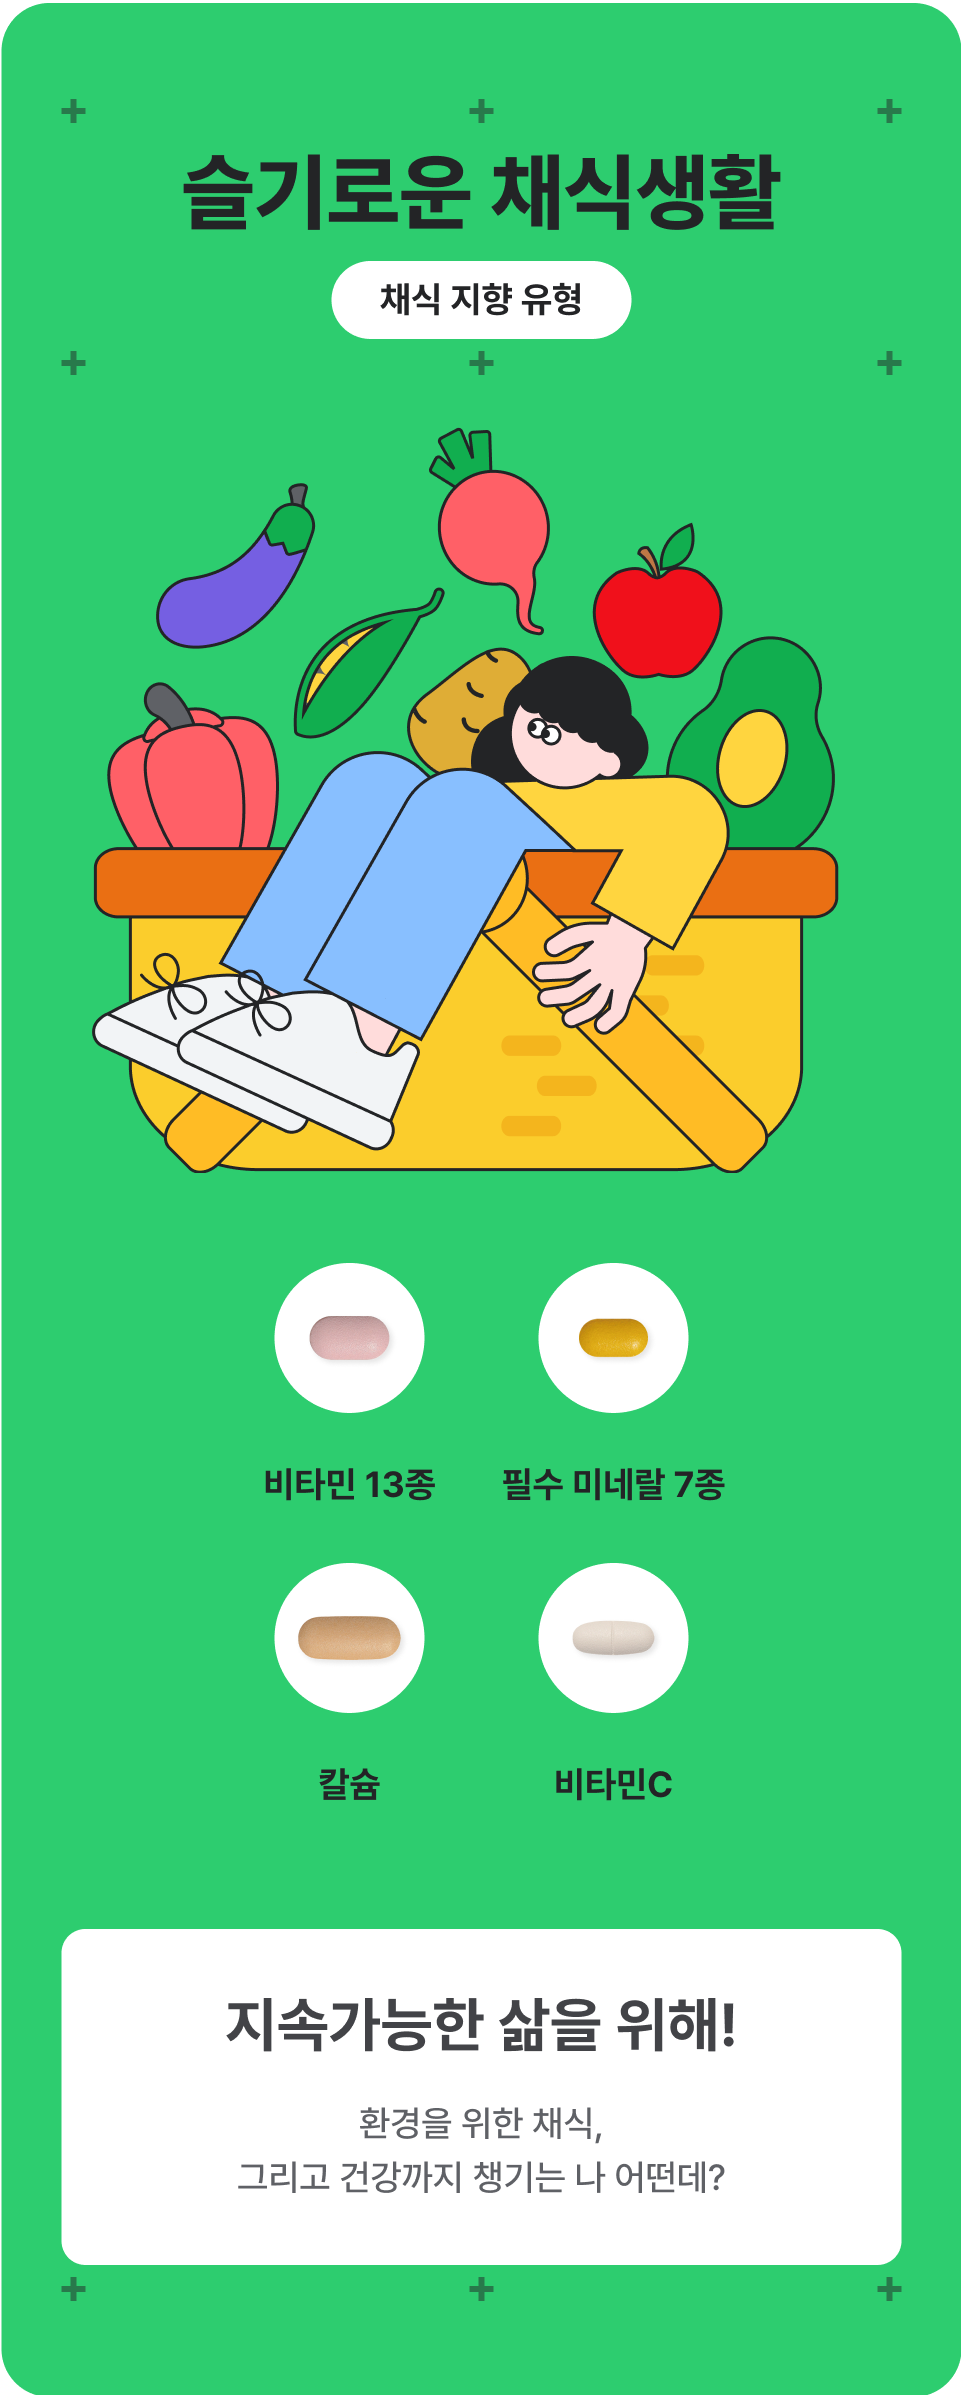 슬기로운 채식생활
채식 지향 유형
비타민 13종
필수 미네랄 7종
칼슘
비타민C
지속가능한 삶을 위해!
환경을 위한 채식,
그리고 건강까지 챙기는 나 어떤데?